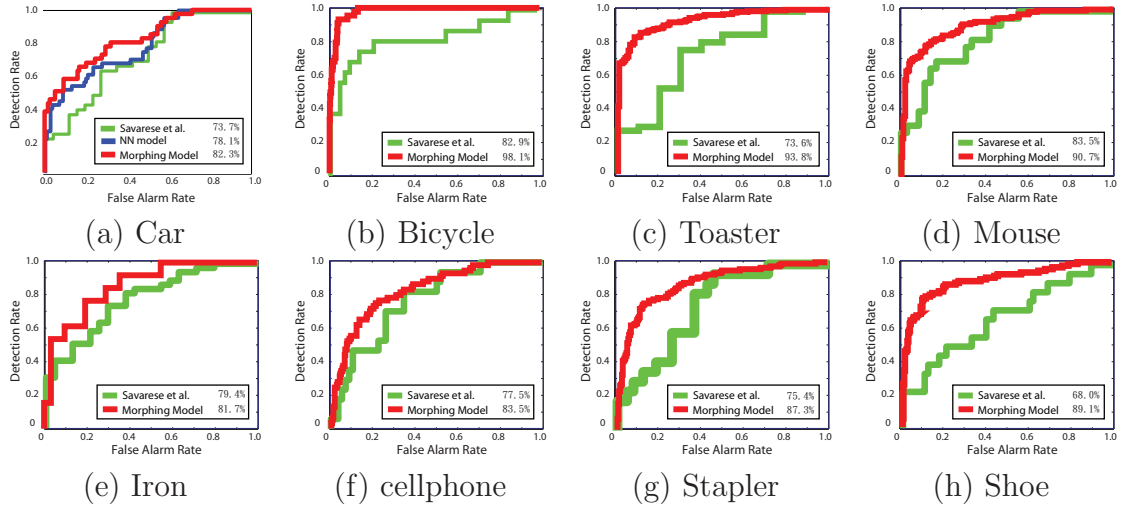 1.0
0.8
0.6
0.4
0.2
Detection Rate
Savarese et al. 73.7%
NN model 78.1%
Morphing Model 82.3%
0.0 0.2 0.4 0.6 0.8 1.0
False Alarm Rate
(a) Car
1.0
0.8
0.6
0.4
0.2
0
Detection Rate
Savarese et al. 82.9%
Morphing Model 98.1%
0 0.2 0.4 0.6 0.8 1.0
False Alarm Rate
(b) Bicycle
1.0
0.8
0.6
0.4
0.2
0
Detection Rate
Savarese et al. 73.6%
Morphing Model 93.8%
0 0.2 0.4 0.6 0.8 1.0
False Alarm Rate
(c) Toaster
1.0
0.8
0.6
0.4
0.2
0
Detection Rate
Savarese et al. 83.5%
Morphing Model 90.7%
0 0.2 0.4 0.6 0.8 1.0
False Alarm Rate
(d) Mouse
1.0
0.8
0.6
0.4
0.2
0
Detection Rate
Savarese et al. 79.4%
Morphing Model 81.7%
0 0.2 0.4 0.6 0.8 1.0
False Alarm Rate
(e) Iron
1.0
0.8
0.6
0.4
0.2
0
Detection Rate
Savarese et al. 77.5%
Morphing Model 83.5%
0 0.2 0.4 0.6 0.8 1.0
False Alarm Rate
(f) cellphone
1.0
0.8
0.6
0.4
0.2
0
Detection Rate
Savarese et al. 75.4%
Morphing Model 87.3%
0 0.2 0.4 0.6 0.8 1.0
False Alarm Rate
(g) Stapler
1.0
0.8
0.6
0.4
0.2
0
Detection Rate
Savarese et al. 68.0%
Morphing Model 89.1%
0 0.2 0.4 0.6 0.8 1.0
False Alarm Rate
(h) Shoe